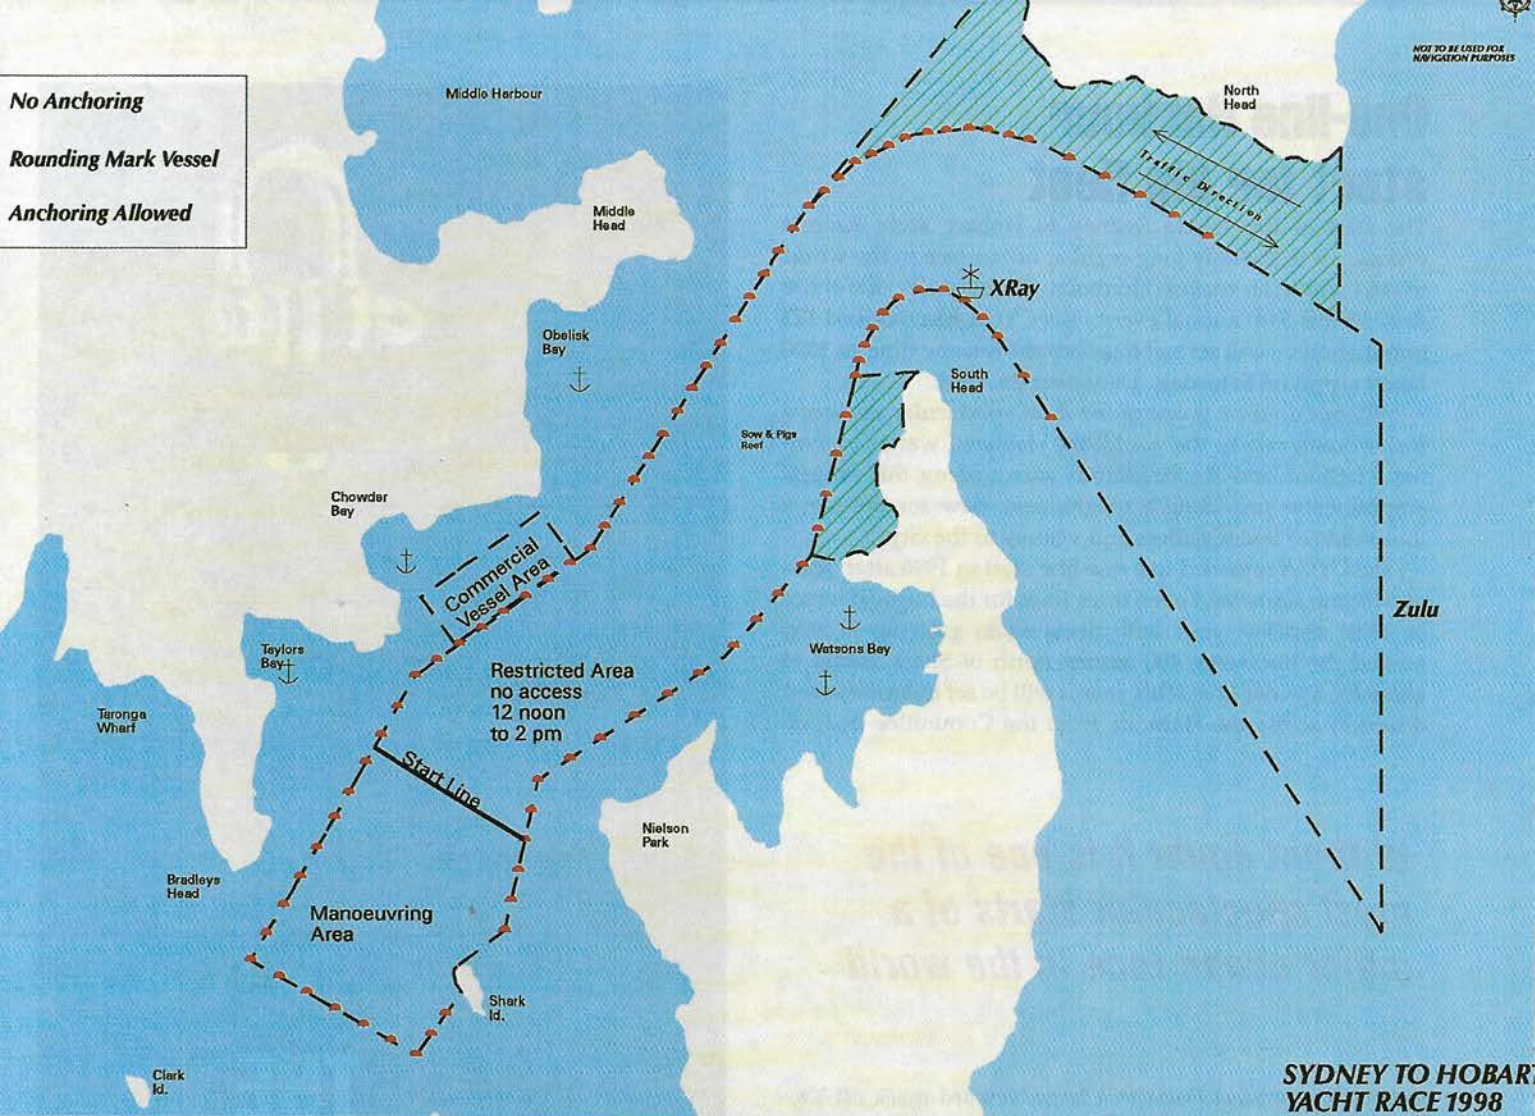 NOT TO BE USED FOR
NAVIGATION PURPOSES
No Anchoring
Rounding Mark Vessel
Anchoring Allowed
Middle Harbour
North
Head
Traffic Direction
Middle
Head
XRay
Obelisk
Bay
South
Head
Sow & Pigs
Reef
Chowder
Bay
Commercial
Vessel Area
Zulu
Taylors
Bay
Watsons Bay
Restricted Area
no access
12 noon
to 2 pm
Taronga
Wharf
Start Line
Nielson
Park
Bradleys
Head
Manoeuvring
Area
Shark
Id.
Clark
Id.
SYDNEY TO HOBART
YACHT RACE 1998